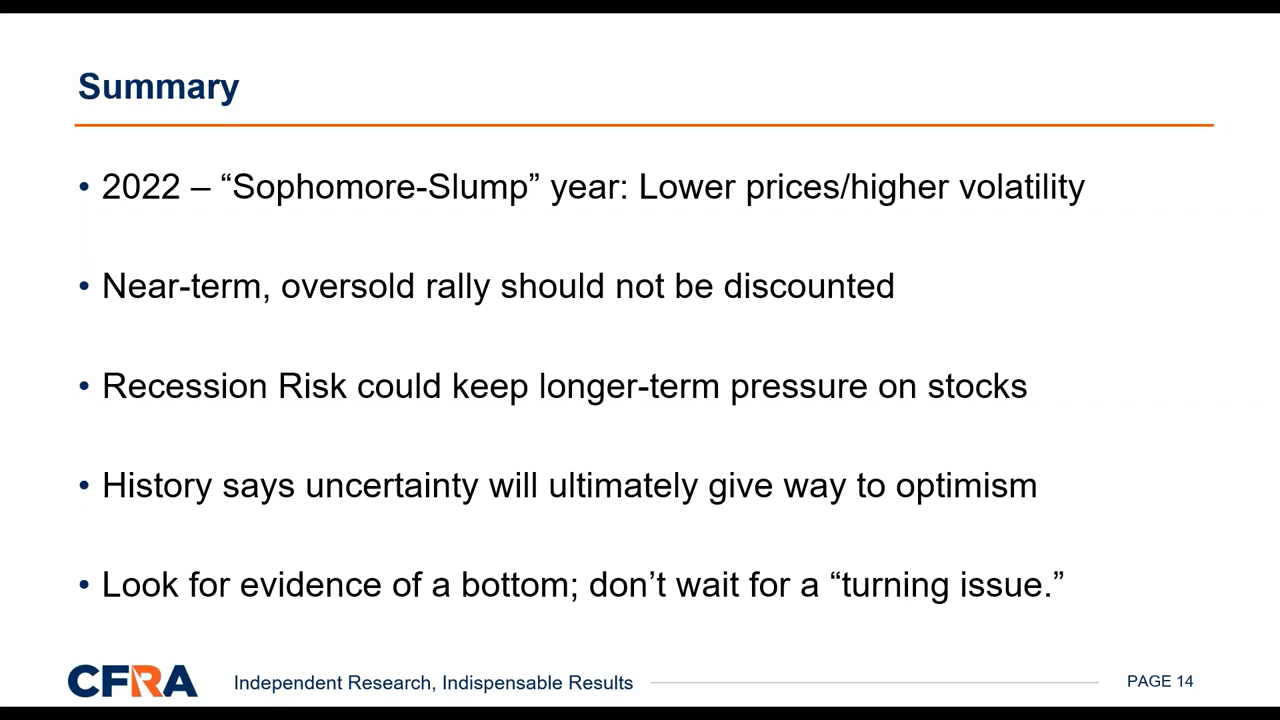 Summary
• 2022 – “Sophomore-Slump” year: Lower prices/higher volatility
• Near-term, oversold rally should not be discounted
• Recession Risk could keep longer-term pressure on stocks
• History says uncertainty will ultimately give way to optimism
• Look for evidence of a bottom; don’t wait for a “turning issue.”
CFRA Independent Research, Indispensable Results PAGE 14